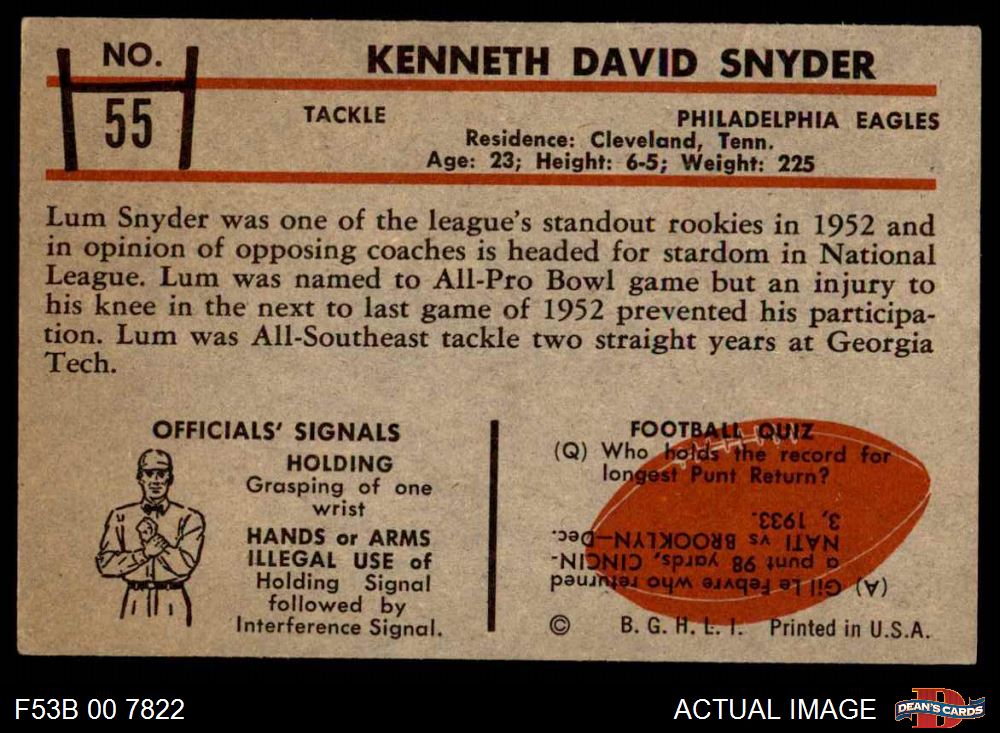 NO.
55
KENNETH DAVID SNYDER
TACKLE
PHILADELPHIA EAGLES
Residence: Cleveland, Tenn.
Age: 23; Height: 6-5; Weight: 225
Lum Snyder was one of the league's standout rookies in 1952 and
in opinion of opposing coaches is headed for stardom in National
League. Lum was named to All-Pro Bowl game but an injury to
his knee in the next to last game of 1952 prevented his participa-
tion. Lum was All-Southeast tackle two straight years at Georgia
Tech.
OFFICIALS' SIGNALS
HOLDING
Grasping of one
wrist
HANDS or ARMS
ILLEGAL USE of
Holding Signal
followed by
Interference Signal.
FOOTBALL QUIZ
(Q) Who holds the record for
longest Punt Return?
(A) Gil Le Febvre who returned
a punt 98 yards, CINCIN-
NATI vs BROOKLYN—Dec.
3, 1933.
© B. G. H. L. I. Printed in U.S.A.
F53B 00 7822
ACTUAL IMAGE
DEAN'S CARDS